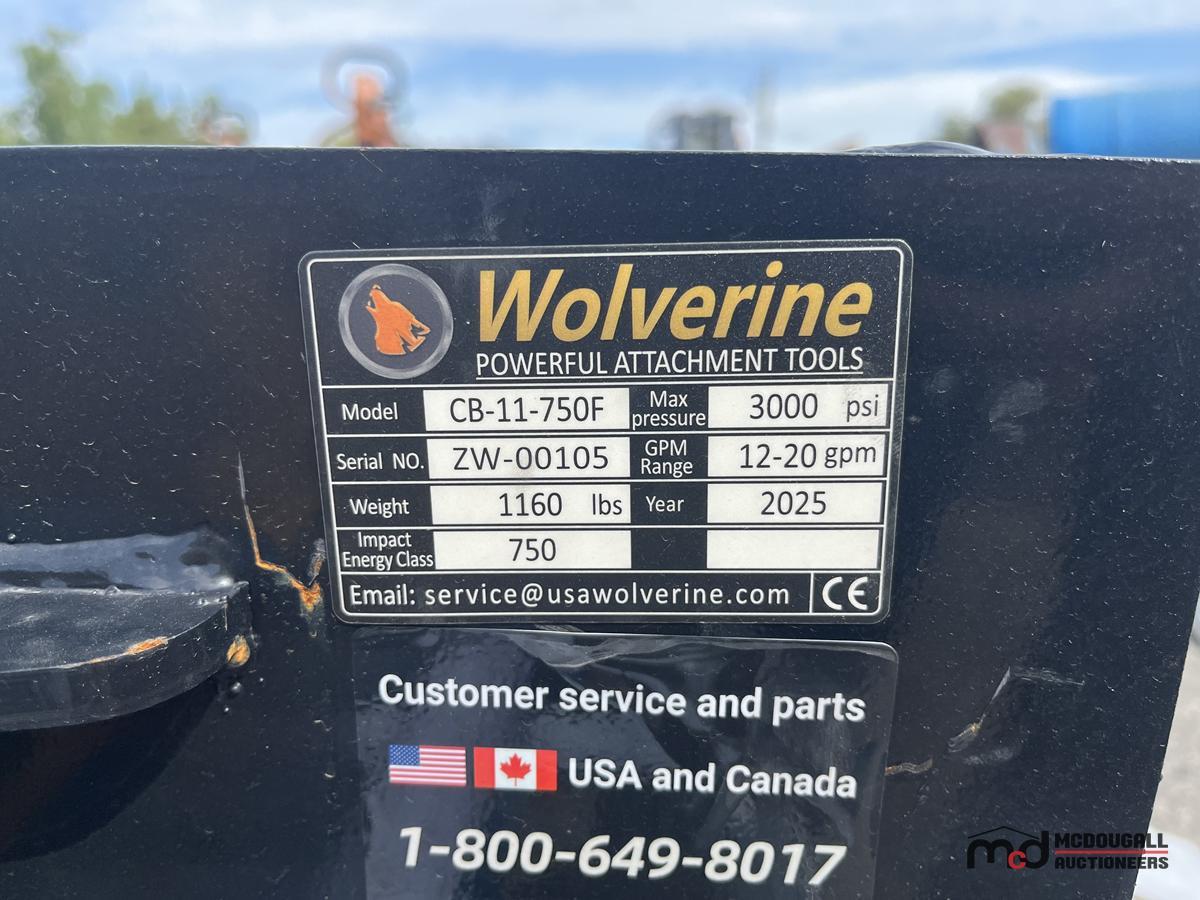 Wolverine
POWERFUL ATTACHMENT TOOLS
Model CB-11-750F Max pressure 3000 psi
Serial NO. ZW-00105 GPM Range 12-20 gpm
Weight 1160 lbs Year 2025
Impact Energy Class 750
Email: service@usawolverine.com CE
Customer service and parts
USA and Canada
1-800-649-8017
mcd MCDOUGALL
AUCTIONEERS